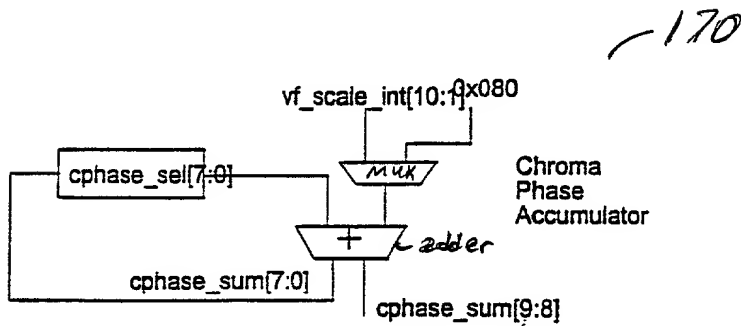 170
vf_scale_int[10:1]
0x080
cphase_sel[7:0]
mux
Chroma
Phase
Accumulator
+
adder
cphase_sum[7:0]
cphase_sum[9:8]